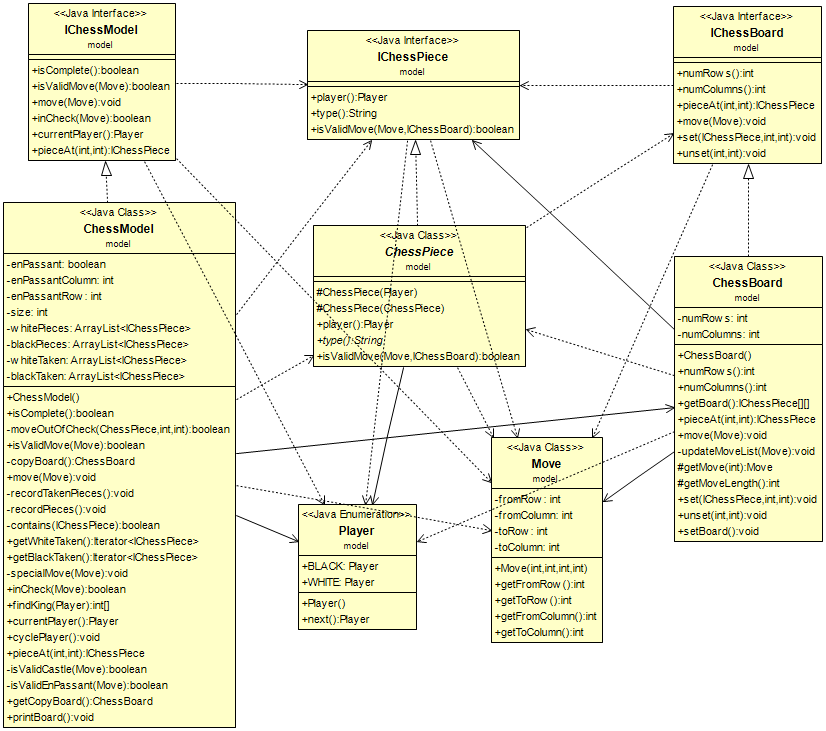 <<Java Interface>>
IChessModel
model
+isComplete():boolean
+isValidMove(Move):boolean
+move(Move):void
+inCheck(Move):boolean
+currentPlayer():Player
+pieceAt(int,int):IChessPiece
<<Java Interface>>
IChessPiece
model
+player():Player
+type():String
+isValidMove(Move,IChessBoard):boolean
<<Java Interface>>
IChessBoard
model
+numRows():int
+numColumns():int
+pieceAt(int,int):IChessPiece
+move(Move):void
+set(IChessPiece,int,int):void
+unset(int,int):void
<<Java Class>>
ChessModel
model
-enPassant: boolean
-enPassantColumn: int
-enPassantRow: int
-size: int
-whitePieces: ArrayList<IChessPiece>
-blackPieces: ArrayList<IChessPiece>
-whiteTaken: ArrayList<IChessPiece>
-blackTaken: ArrayList<IChessPiece>
+ChessModel()
+isComplete():boolean
-moveOutOfCheck(ChessPiece,int,int):boolean
+isValidMove(Move):boolean
-copyBoard():ChessBoard
+move(Move):void
-recordTakenPieces():void
-recordPieces():void
-contains(IChessPiece):boolean
+getWhiteTaken():Iterator<IChessPiece>
+getBlackTaken():Iterator<IChessPiece>
-specialMove(Move):void
+inCheck(Move):boolean
+findKing(Player):int[]
+currentPlayer():Player
+cyclePlayer():void
+pieceAt(int,int):IChessPiece
-isValidCastle(Move):boolean
-isValidEnPassant(Move):boolean
+getCopyBoard():ChessBoard
+printBoard():void
<<Java Class>>
ChessPiece
model
#ChessPiece(Player)
#ChessPiece(ChessPiece)
+player():Player
+type():String
+isValidMove(Move,IChessBoard):boolean
<<Java Class>>
ChessBoard
model
-numRows: int
-numColumns: int
+ChessBoard()
+numRows():int
+numColumns():int
+getBoard():IChessPiece[][]
+pieceAt(int,int):IChessPiece
+move(Move):void
-updateMoveList(Move):void
#getMove(int):Move
#getMoveLength():int
+set(IChessPiece,int,int):void
+unset(int,int):void
+setBoard():void
<<Java Class>>
Move
model
-fromRow: int
-fromColumn: int
-toRow: int
-toColumn: int
+Move(int,int,int,int)
+getFromRow():int
+getToRow():int
+getFromColumn():int
+getToColumn():int
<<Java Enumeration>>
Player
model
+BLACK: Player
+WHITE: Player
+Player()
+next():Player